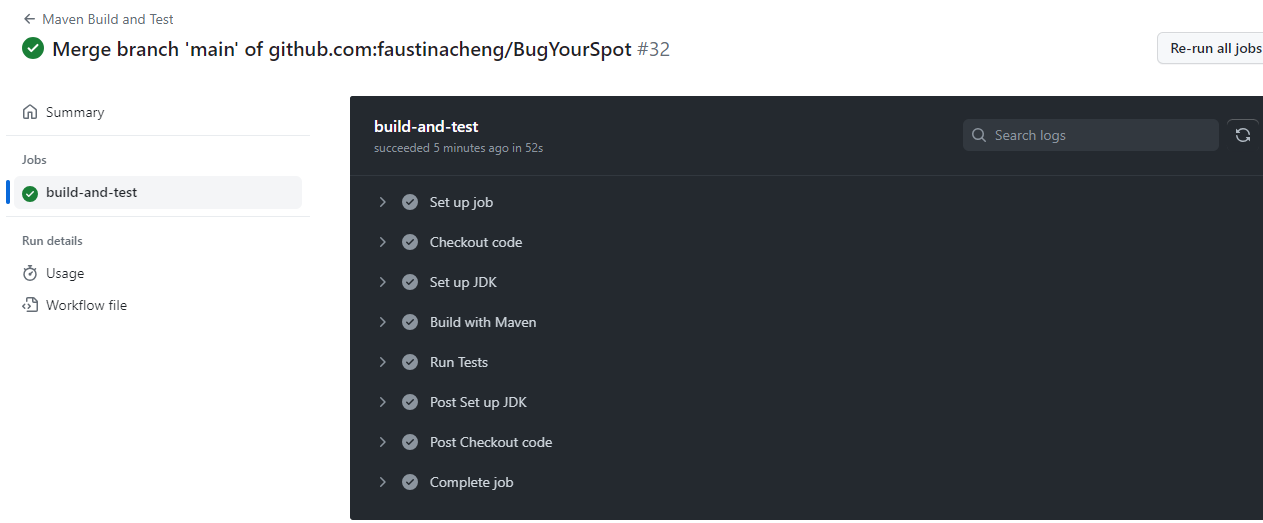 Maven Build and Test
Merge branch 'main' of github.com:faustinacheng/BugYourSpot #32
Re-run all jobs
Summary
Jobs
build-and-test
Run details
Usage
Workflow file
build-and-test
succeeded 5 minutes ago in 52s
Search logs
Set up job
Checkout code
Set up JDK
Build with Maven
Run Tests
Post Set up JDK
Post Checkout code
Complete job